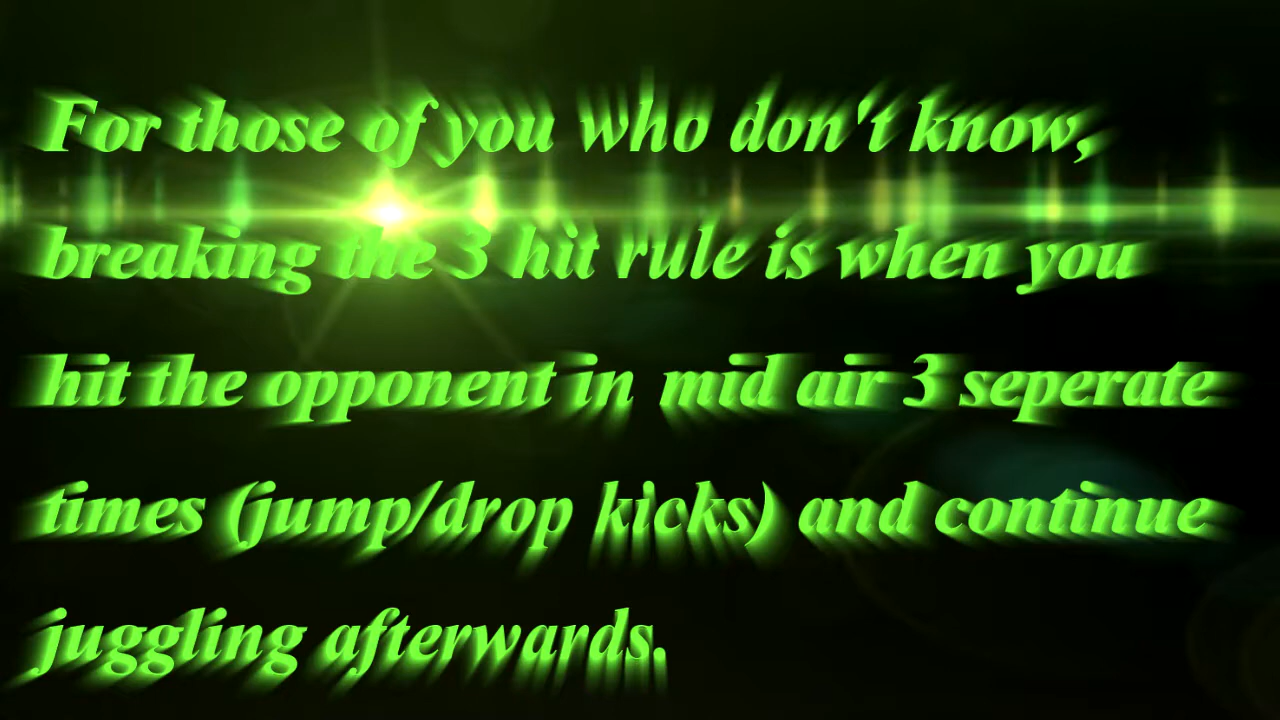 For those of you who don't know,
breaking the 3 hit rule is when you
hit the opponent in mid air 3 seperate
times (jump/drop kicks) and continue
juggling afterwards.